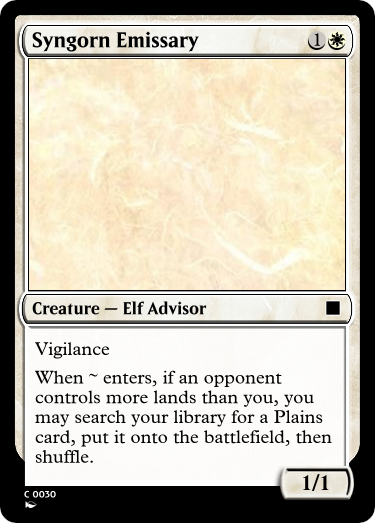 Syngorn Emissary 1
Creature — Elf Advisor
Vigilance
When ~ enters, if an opponent
controls more lands than you, you
may search your library for a Plains
card, put it onto the battlefield, then
shuffle.
1/1
C 0030